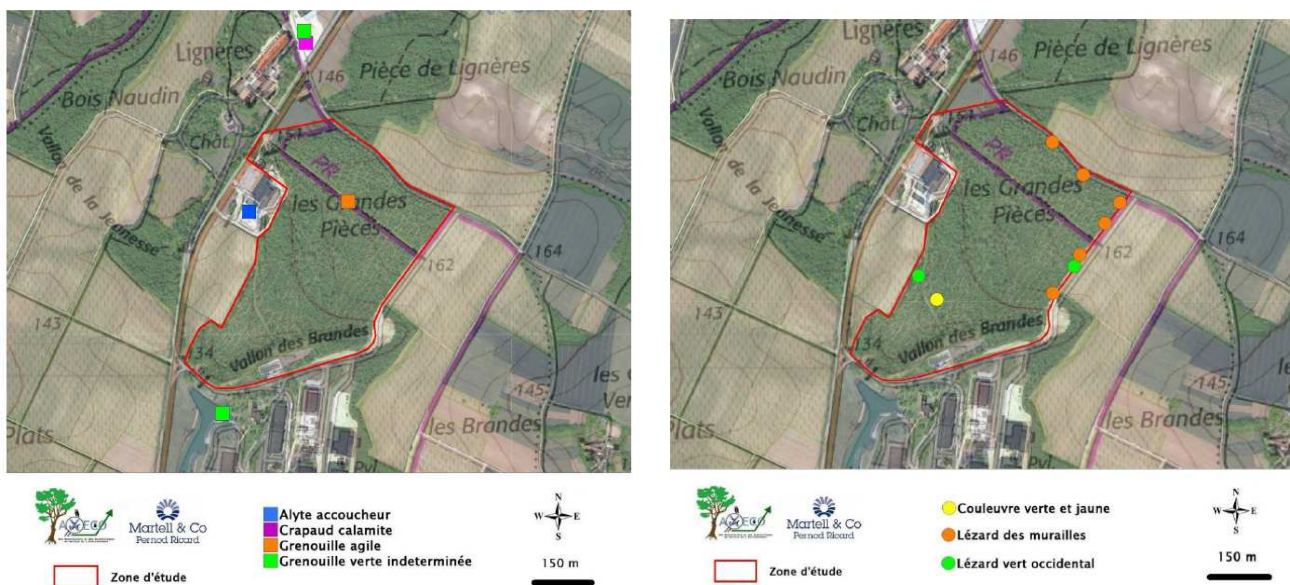 Lignères
146
Pièce de Lignères
Bois Naudin
Chât.
151
Vallon de la Jeunesse
PR
les Grandes
Pièces
162
164
143
134
Vallon des Brandes
145
Plats
les Brandes
N
W E
S
Martell & Co
Pernod Ricard
Zone d'étude
Alyte accoucheur
Crapaud calamite
Grenouille agile
Grenouille verte indeterminée
150 m
Lignères
146
Pièce de Lignères
Bois Naudin
Chât.
Vallon de la Jeunesse
PR
les Grandes
Pièces
162
164
143
134
Vallon des Brandes
145
Plats
les Brandes
N
W E
S
Martell & Co
Pernod Ricard
Zone d'étude
Couleuvre verte et jaune
Lézard des murailles
Lézard vert occidental
150 m